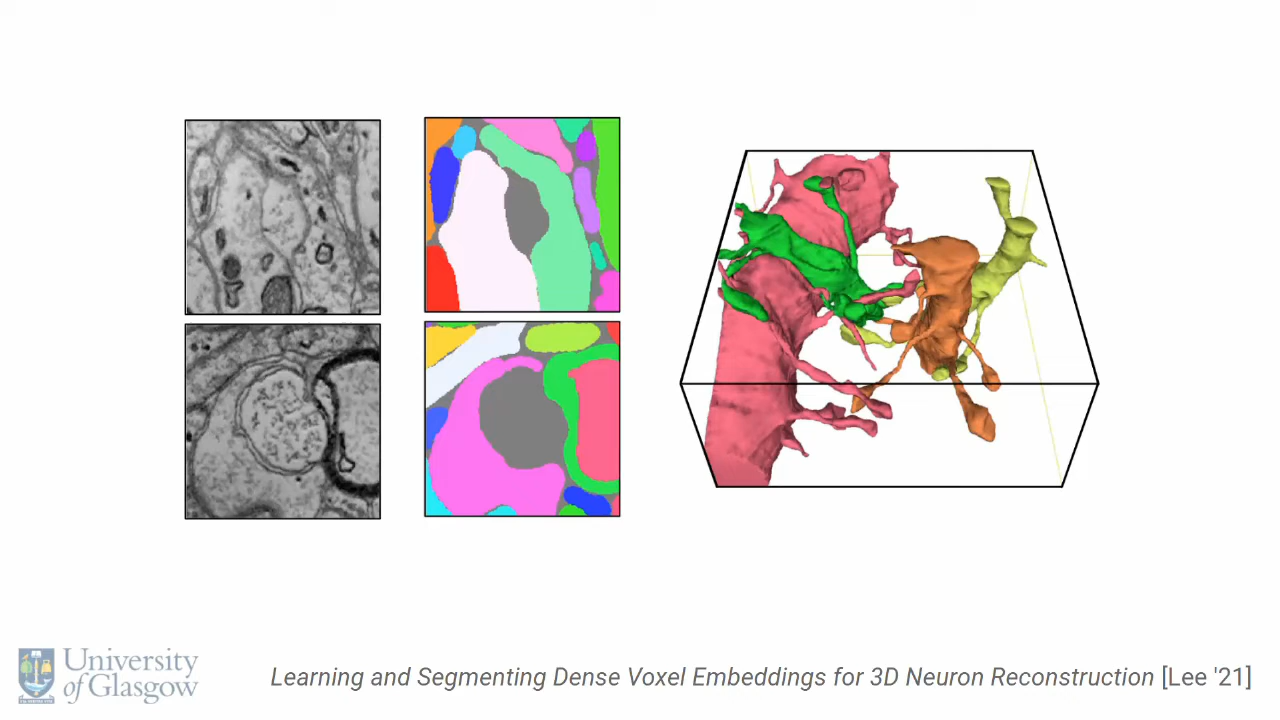 University
of Glasgow
Learning and Segmenting Dense Voxel Embeddings for 3D Neuron Reconstruction [Lee '21]